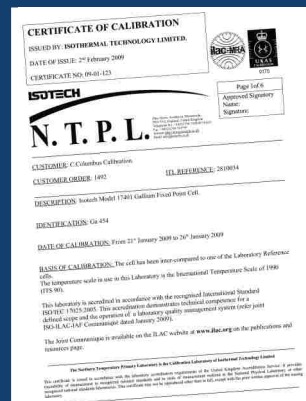 CERTIFICATE OF CALIBRATION
ISSUED BY: ISOTHERMAL TECHNOLOGY LIMITED.
DATE OF ISSUE: 2nd February 2009
CERTIFICATE NO: 09-01-123
ilac-MRA
UKAS
0175
ISOTECH
N. T. P. L.
Page 1 of 6
Approved Signatory
Name:
Signature:
CUSTOMER: C.Columbus Calibration.
CUSTOMER ORDER: 1492
ITL REFERENCE: 2810034
DESCRIPTION: Isotech Model 17401 Gallium Fixed Point Cell.
IDENTIFICATION: Ga 454
DATE OF CALIBRATION: From 21st January 2009 to 26th January 2009
BASIS OF CALIBRATION: The cell has been inter-compared to one of the Laboratory Reference
cells.
The temperature scale in use in this Laboratory is the International Temperature Scale of 1990
(ITS 90).
This laboratory is accredited in accordance with the recognised International Standard
ISO/IEC 17025:2005. This accreditation demonstrates technical competence for a
defined scope and the operation of a laboratory quality management system (refer joint
ISO-ILAC-IAF Communiqué dated January 2009).
The Joint Communiqué is available on the ILAC website at www.ilac.org on the publications and
resources page.
The Northern Temperature Primary Laboratory is the Calibration Laboratory of Isothermal Technology Limited